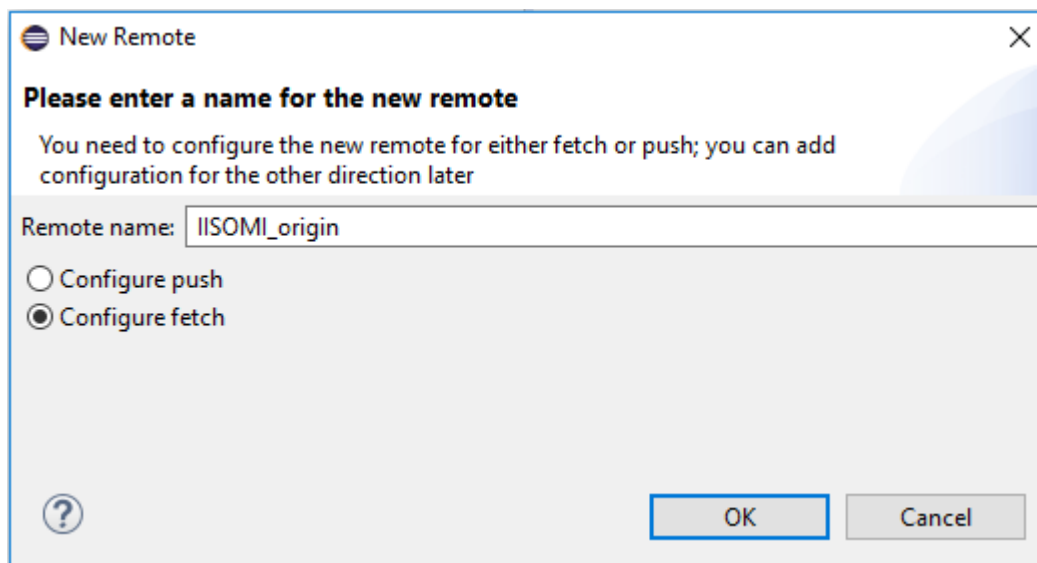 New Remote
Please enter a name for the new remote
You need to configure the new remote for either fetch or push; you can add
configuration for the other direction later
Remote name: IISOMI_origin
Configure push
Configure fetch
?
OK Cancel